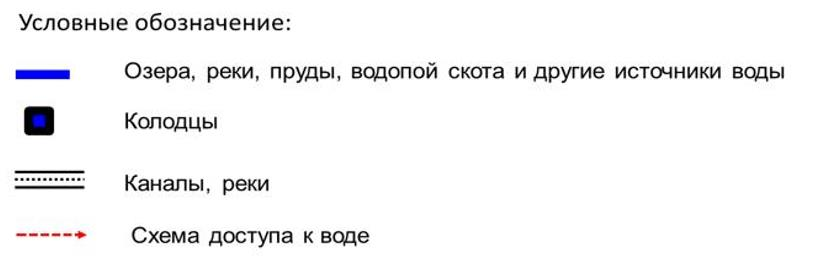 Условные обозначение:
Озера, реки, пруды, водопой скота и другие источники воды
Колодцы
Каналы, реки
Схема доступа к воде